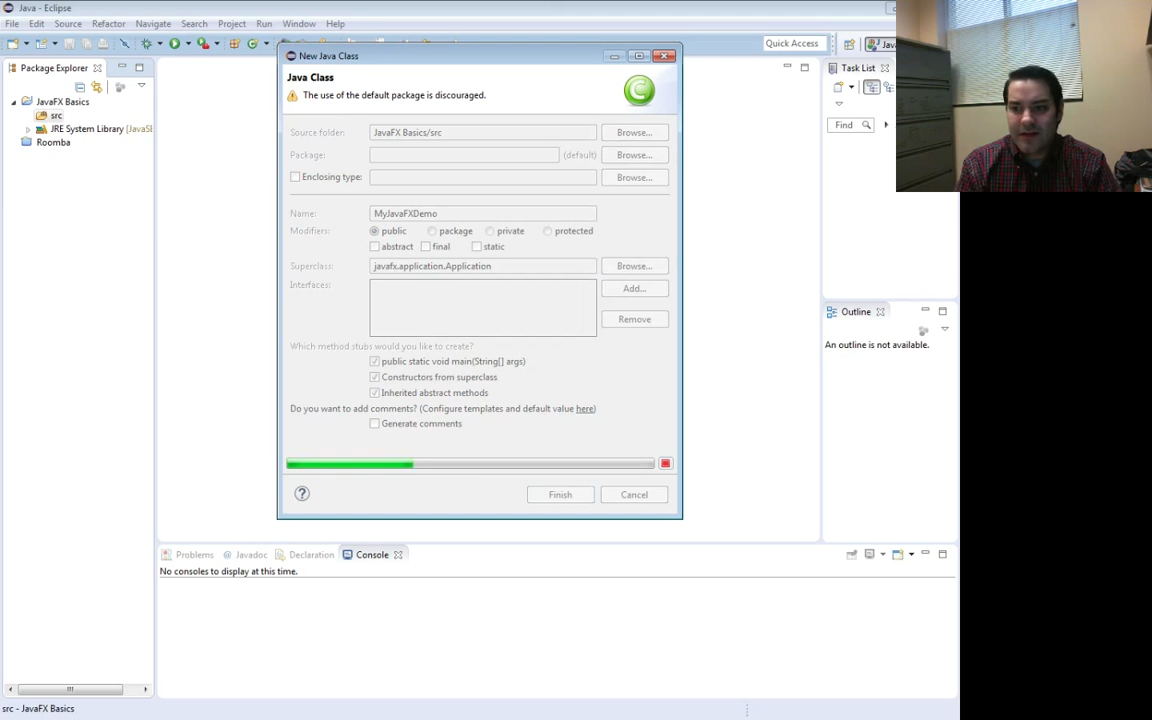 Java - Eclipse
File Edit Source Refactor Navigate Search Project Run Window Help
Quick Access
Package Explorer
JavaFX Basics
src
JRE System Library [JavaSE
Roomba
New Java Class
Java Class
The use of the default package is discouraged.
Source folder: JavaFX Basics/src Browse...
Package: (default) Browse...
Enclosing type: Browse...
Name: MyJavaFXDemo
Modifiers: public package private protected
abstract final static
Superclass: javafx.application.Application Browse...
Interfaces: Add...
Remove
Which method stubs would you like to create?
public static void main(String[] args)
Constructors from superclass
Inherited abstract methods
Do you want to add comments? (Configure templates and default value here)
Generate comments
? Finish Cancel
Task List
Find
Outline
An outline is not available.
Problems @ Javadoc Declaration Console
No consoles to display at this time.
src - JavaFX Basics